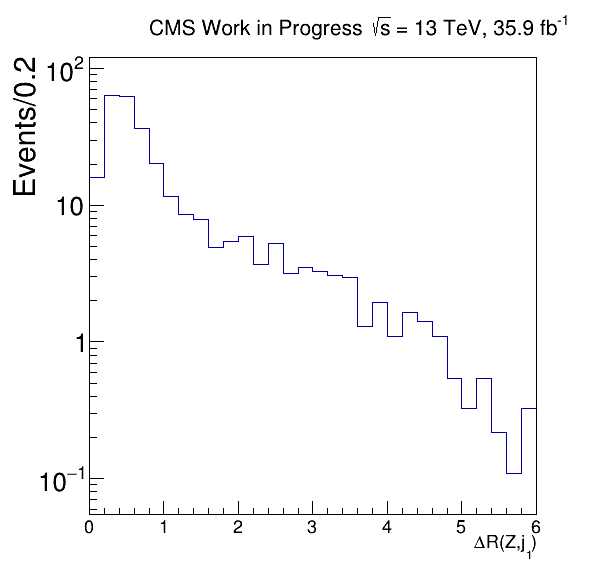 CMS Work in Progress √s = 13 TeV, 35.9 fb⁻¹
Events/0.2
10²
10
1
10⁻¹
0 1 2 3 4 5 6
ΔR(Z,j₁)